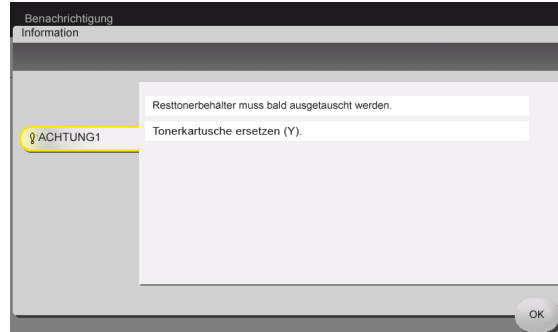 Benachrichtigung
Information
Resttonerbehälter muss bald ausgetauscht werden.
ACHTUNG1
Tonerkartusche ersetzen (Y).
OK